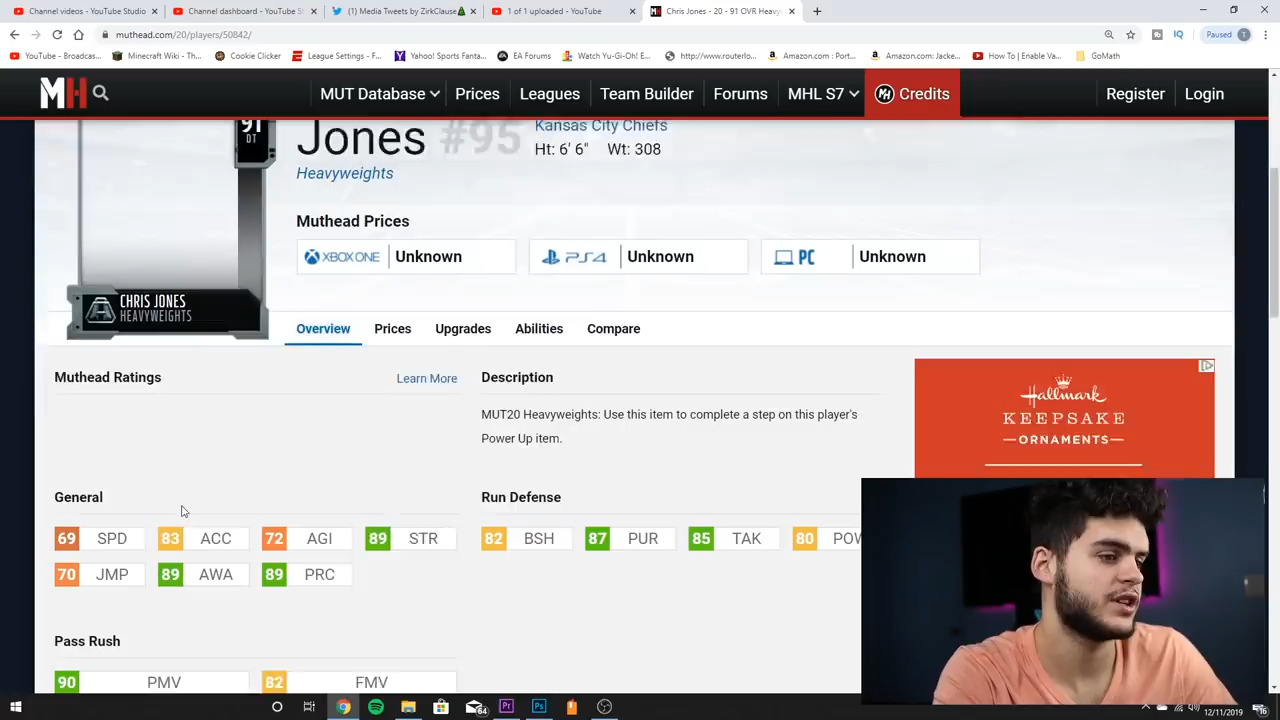 Channel videos - YouTube Studio
Channel dashboard - YouTube S
(1) Media Tweets by ZirkClause
1 of 1 uploaded - YouTube
Chris Jones - 20 - 91 OVR Heavy
muthead.com/20/players/50842/
Paused
T
YouTube - Broadcas...
Minecraft Wiki - Th...
Cookie Clicker
League Settings - F...
Yahoo! Sports Fanta...
EA Forums
Watch Yu-Gi-Oh! E...
http://www.routerlo...
Amazon.com : Port...
Amazon.com: Jacke...
How To | Enable Va...
GoMath
MH
MUT Database
Prices
Leagues
Team Builder
Forums
MHL S7
Credits
Register
Login
91
DT
Jones #95
Kansas City Chiefs
Ht: 6' 6" Wt: 308
Heavyweights
Muthead Prices
XBOX ONE Unknown
PS4 Unknown
PC Unknown
CHRIS JONES
HEAVYWEIGHTS
Overview
Prices
Upgrades
Abilities
Compare
Muthead Ratings
Learn More
Description
MUT20 Heavyweights: Use this item to complete a step on this player's
Power Up item.
Hallmark
KEEPSAKE
ORNAMENTS
General
69 SPD 83 ACC 72 AGI 89 STR
70 JMP 89 AWA 89 PRC
Run Defense
82 BSH 87 PUR 85 TAK 80 POW
Pass Rush
90 PMV 82 FMV
64
12/11/2019
16